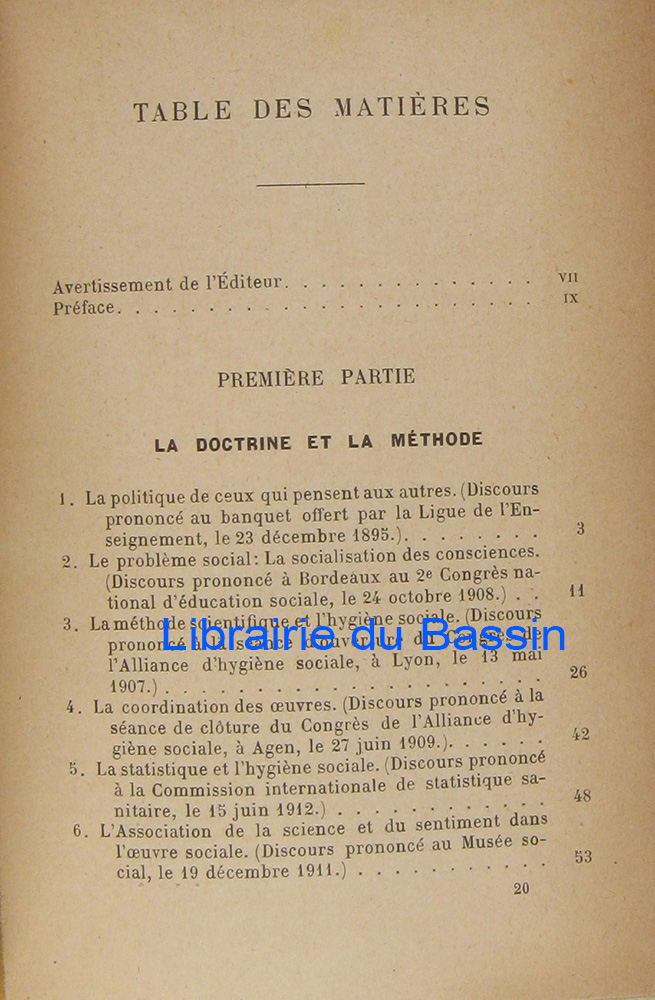 TABLE DES MATIÈRES
Avertissement de l'Éditeur. . . . . . . . . . . . . . . VII
Préface. . . . . . . . . . . . . . . . . . . . IX
PREMIÈRE PARTIE
LA DOCTRINE ET LA MÉTHODE
1. La politique de ceux qui pensent aux autres. (Discours
prononcé au banquet offert par la Ligue de l'En-
seignement, le 23 décembre 1895.). . . . . . . . 3
2. Le problème social: La socialisation des consciences.
(Discours prononcé à Bordeaux au 2e Congrès na-
tional d'éducation sociale, le 24 octobre 1908.) . . 11
3. La méthode scientifique et l'hygiène sociale. (Discours
prononcé à la séance d'ouverture du Congrès de
Librairie du Bassin
l'Alliance d'hygiène sociale, à Lyon, le 13 mai
1907.) . . . . . . . . . . . . . . . . . . 26
4. La coordination des œuvres. (Discours prononcé à la
séance de clôture du Congrès de l'Alliance d'hy-
giène sociale, à Agen, le 27 juin 1909.). . . . . . 42
5. La statistique et l'hygiène sociale. (Discours prononcé
à la Commission internationale de statistique sa-
nitaire, le 15 juin 1912.) . . . . . . . . . . . 48
6. L'Association de la science et du sentiment dans
l'œuvre sociale. (Discours prononcé au Musée so-
cial, le 19 décembre 1911.) . . . . . . . . . . 53
20